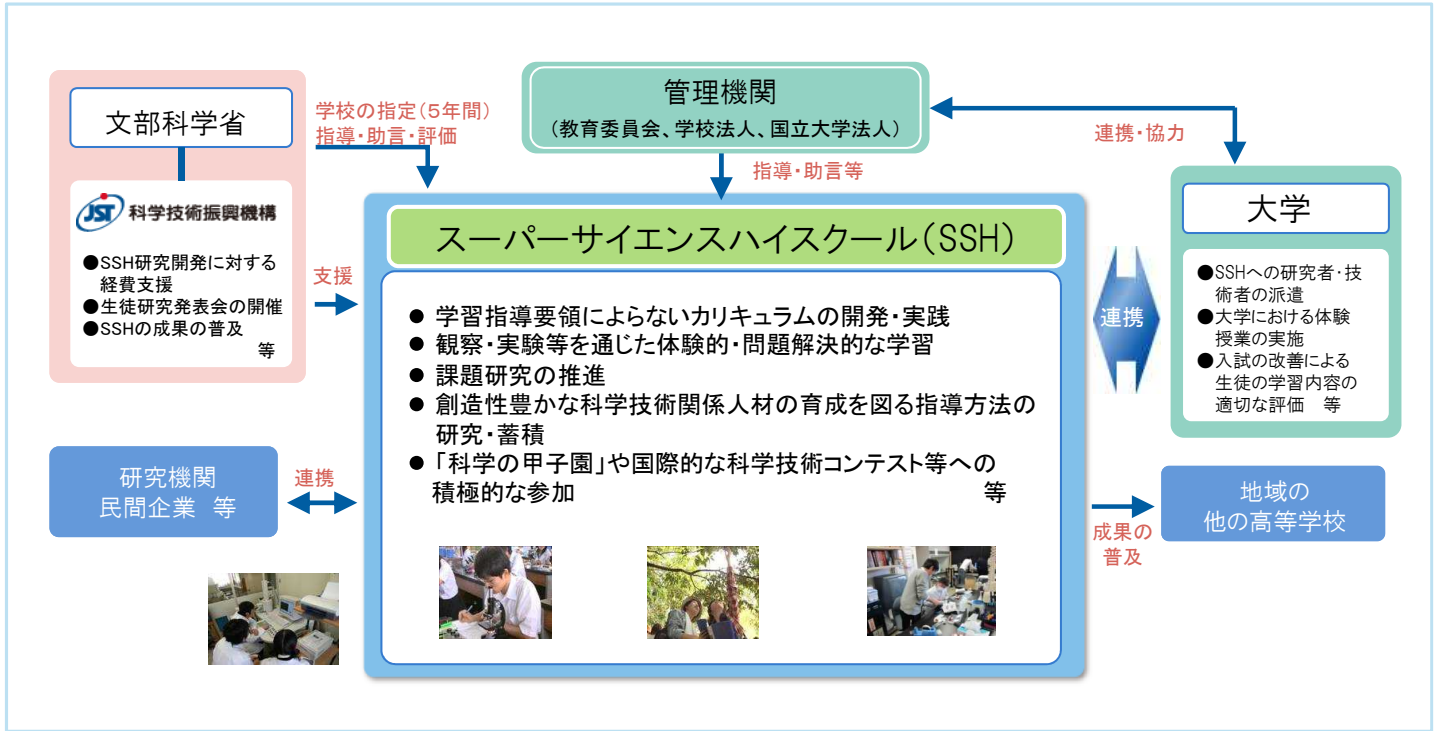 文部科学省
学校の指定(5年間)
指導・助言・評価
JST 科学技術振興機構
●SSH研究開発に対する
経費支援
●生徒研究発表会の開催
●SSHの成果の普及
等
支援
管理機関
(教育委員会、学校法人、国立大学法人)
指導・助言等
連携・協力
大学
●SSHへの研究者・技
術者の派遣
●大学における体験
授業の実施
●入試の改善による
生徒の学習内容の
適切な評価　等
連携
スーパーサイエンスハイスクール(SSH)
● 学習指導要領によらないカリキュラムの開発・実践
● 観察・実験等を通じた体験的・問題解決的な学習
● 課題研究の推進
● 創造性豊かな科学技術関係人材の育成を図る指導方法の
研究・蓄積
● 「科学の甲子園」や国際的な科学技術コンテスト等への
積極的な参加　等
研究機関
民間企業　等
連携
成果の
普及
地域の
他の高等学校